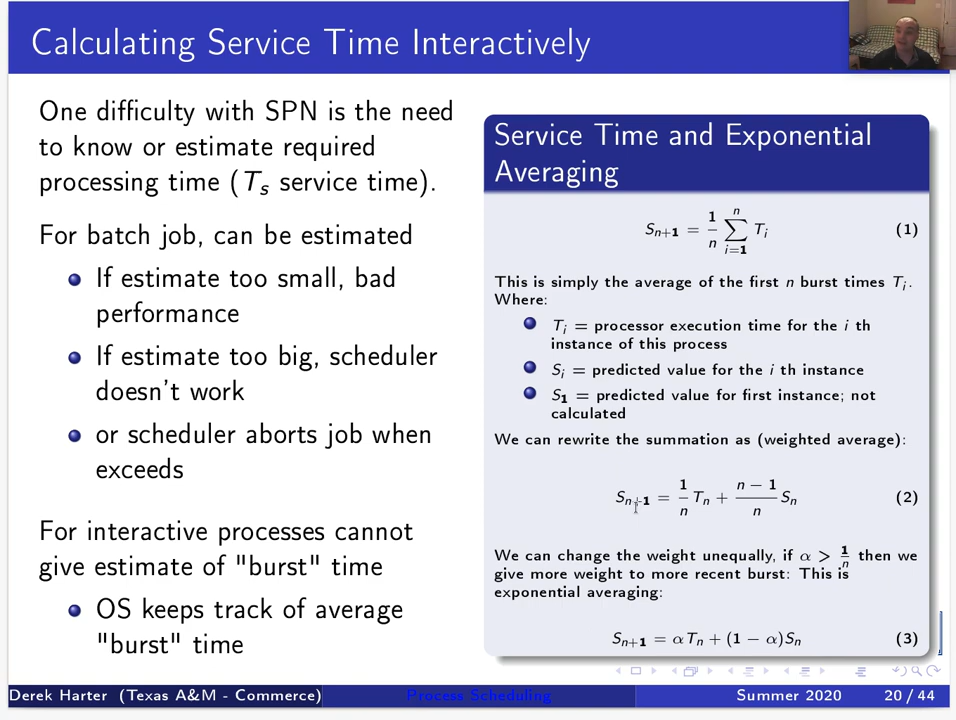 Calculating Service Time Interactively
One difficulty with SPN is the need
to know or estimate required
processing time (Ts service time).
For batch job, can be estimated
If estimate too small, bad
performance
If estimate too big, scheduler
doesn't work
or scheduler aborts job when
exceeds
For interactive processes cannot
give estimate of "burst" time
OS keeps track of average
"burst" time
Service Time and Exponential
Averaging
Sn+1 = 1/n ∑_{i=1}^{n} Ti (1)
This is simply the average of the first n burst times Ti.
Where:
Ti = processor execution time for the i th
instance of this process
Si = predicted value for the i th instance
S1 = predicted value for first instance; not
calculated
We can rewrite the summation as (weighted average):
Sn+1 = 1/n Tn + n − 1/n Sn (2)
We can change the weight unequally, if α > 1/n then we
give more weight to more recent burst: This is
exponential averaging:
Sn+1 = αTn + (1 − α)Sn (3)
Derek Harter (Texas A&M - Commerce) Process Scheduling Summer 2020 20 / 44